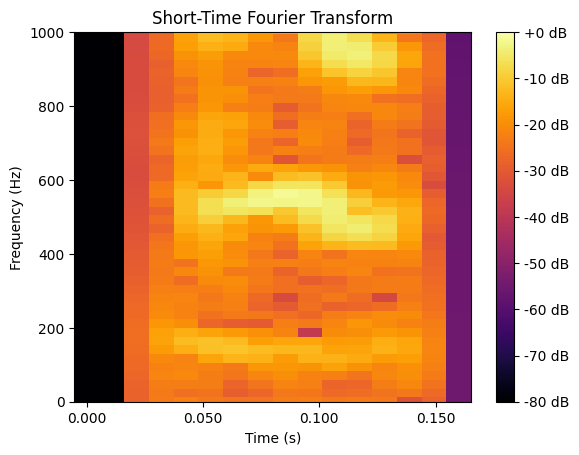 Short-Time Fourier Transform
Frequency (Hz)
1000
800
600
400
200
0
0.000
0.050
0.100
0.150
Time (s)
+0 dB
-10 dB
-20 dB
-30 dB
-40 dB
-50 dB
-60 dB
-70 dB
-80 dB